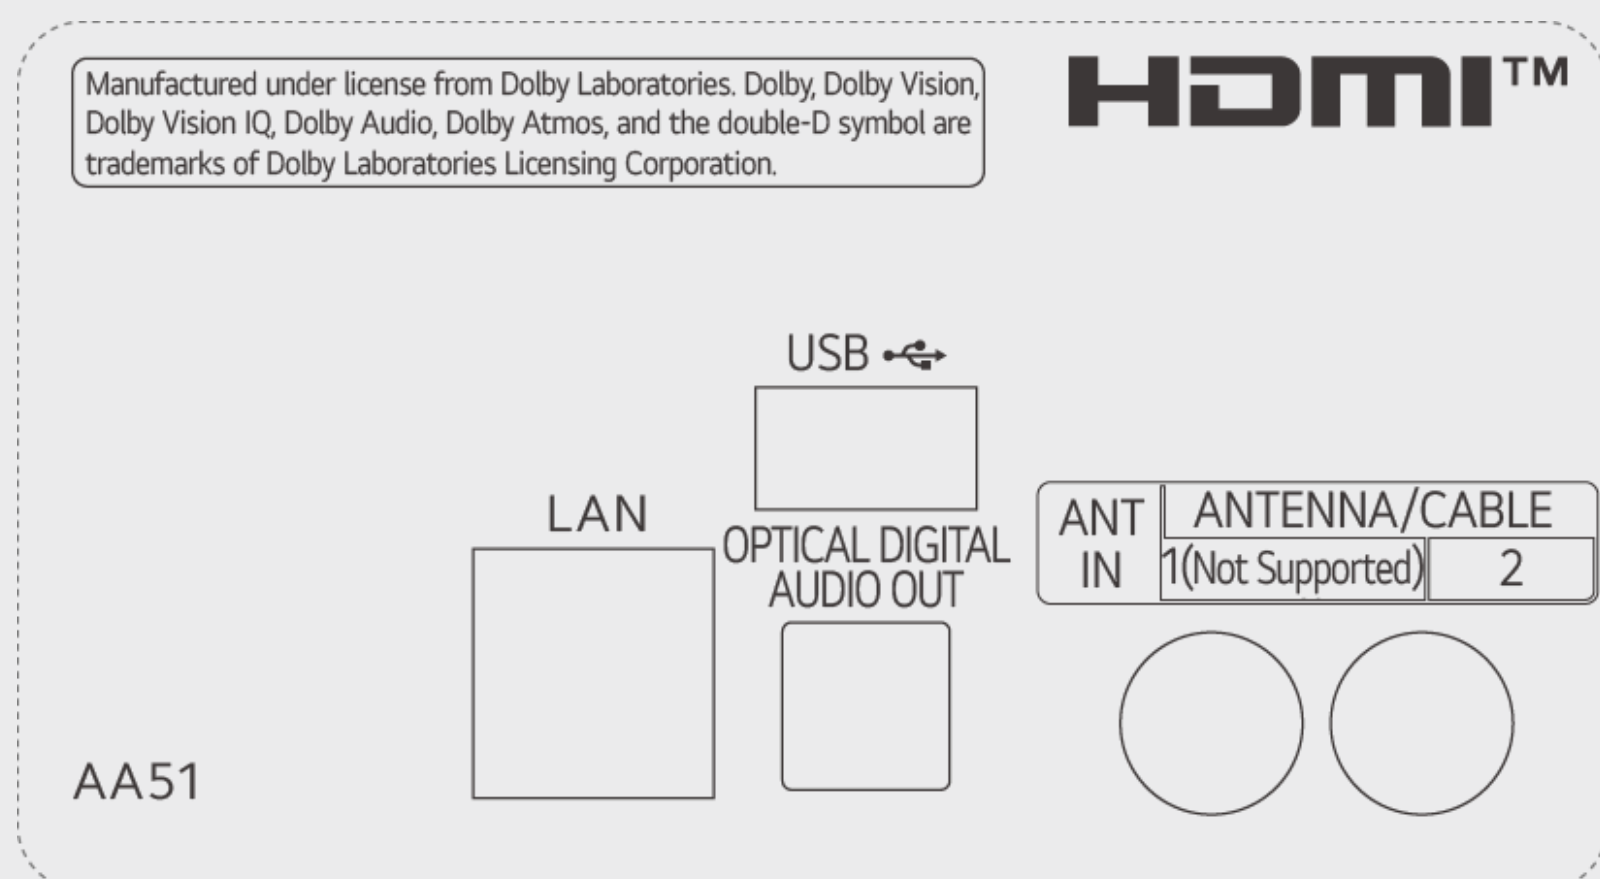 Manufactured under license from Dolby Laboratories. Dolby, Dolby Vision,
Dolby Vision IQ, Dolby Audio, Dolby Atmos, and the double-D symbol are
trademarks of Dolby Laboratories Licensing Corporation.
HDMI™
USB
LAN
OPTICAL DIGITAL
AUDIO OUT
ANT
IN
ANTENNA/CABLE
1(Not Supported)
2
AA51